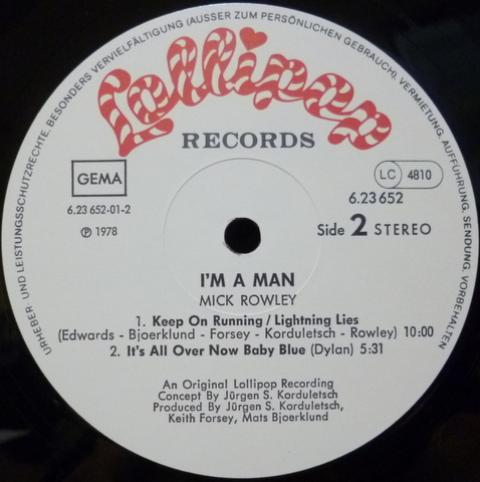 URHEBER- UND LEISTUNGSSCHUTZRECHTE. BESONDERS VERVIELFÄLTIGUNG (AUSSER ZUM PERSÖNLICHEN GEBRAUCH), VERMIETUNG, AUFFÜHRUNG, SENDUNG, VORBEHALTEN
Lollipop
RECORDS
GEMA
LC 4810
6.23 652-01-2
6.23652
℗ 1978
Side 2 STEREO
I'M A MAN
MICK ROWLEY
1. Keep On Running / Lightning Lies
(Edwards - Bjoerklund - Forsey - Korduletsch - Rowley) 10:00
2. It's All Over Now Baby Blue (Dylan) 5:31
An Original Lollipop Recording
Concept By Jürgen S. Korduletsch
Produced By Jürgen S. Korduletsch,
Keith Forsey, Mats Bjoerklund